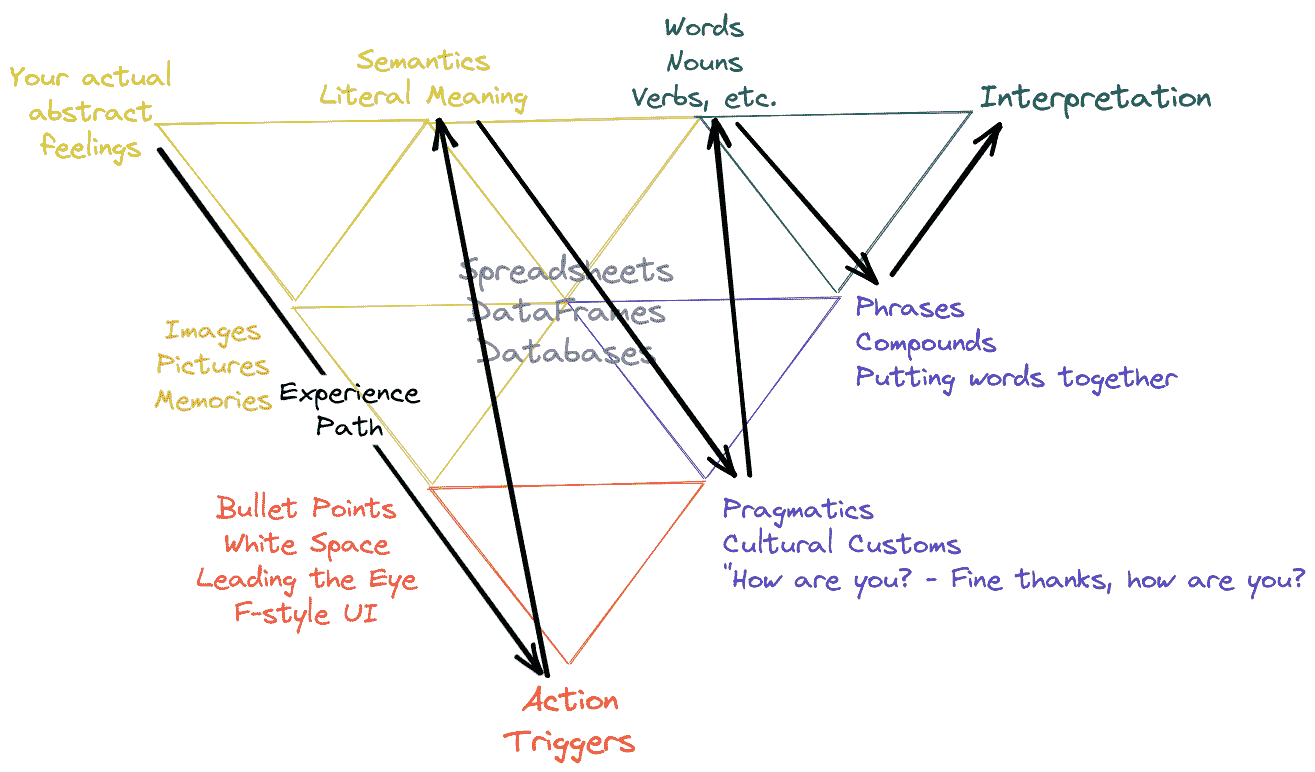 Your actual
abstract
feelings
Semantics
Literal Meaning
Words
Nouns
Verbs, etc.
Interpretation
Spreadsheets
DataFrames
Databases
Images
Pictures
Memories
Experience
Path
Phrases
Compounds
Putting words together
Bullet Points
White Space
Leading the Eye
F-style UI
Pragmatics
Cultural Customs
"How are you? - Fine thanks, how are you?
Action
Triggers